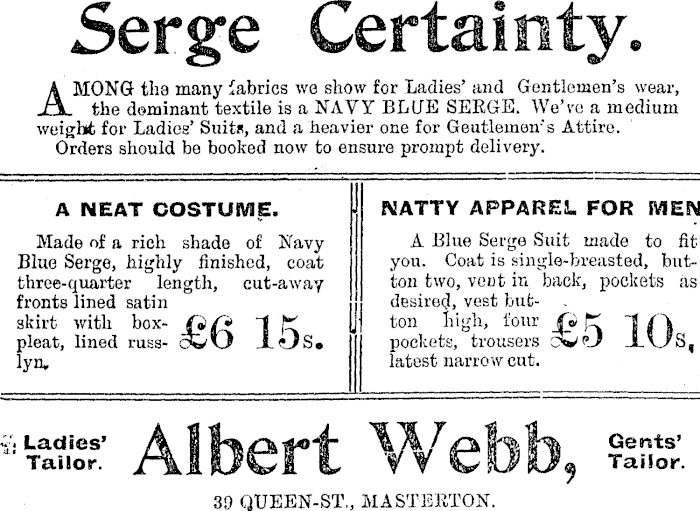 Serge Certainty.
AMONG the many fabrics we show for Ladies' and Gentlemen's wear,
the dominant textile is a NAVY BLUE SERGE. We've a medium
weight for Ladies' Suits, and a heavier one for Gentlemen's Attire.
Orders should be booked now to ensure prompt delivery.
A NEAT COSTUME.
Made of a rich shade of Navy
Blue Serge, highly finished, coat
three-quarter length, cut-away
fronts lined satin
skirt with box-
pleat, lined russ-
lyn.
£6 15s.
NATTY APPAREL FOR MEN
A Blue Serge Suit made to fit
you. Coat is single-breasted, but-
ton two, vent in back, pockets as
desired, vest but-
ton high, four
pockets, trousers
latest narrow cut.
£5 10s,
Ladies'
Tailor.
Albert Webb,
Gents'
Tailor.
39 QUEEN-ST., MASTERTON.